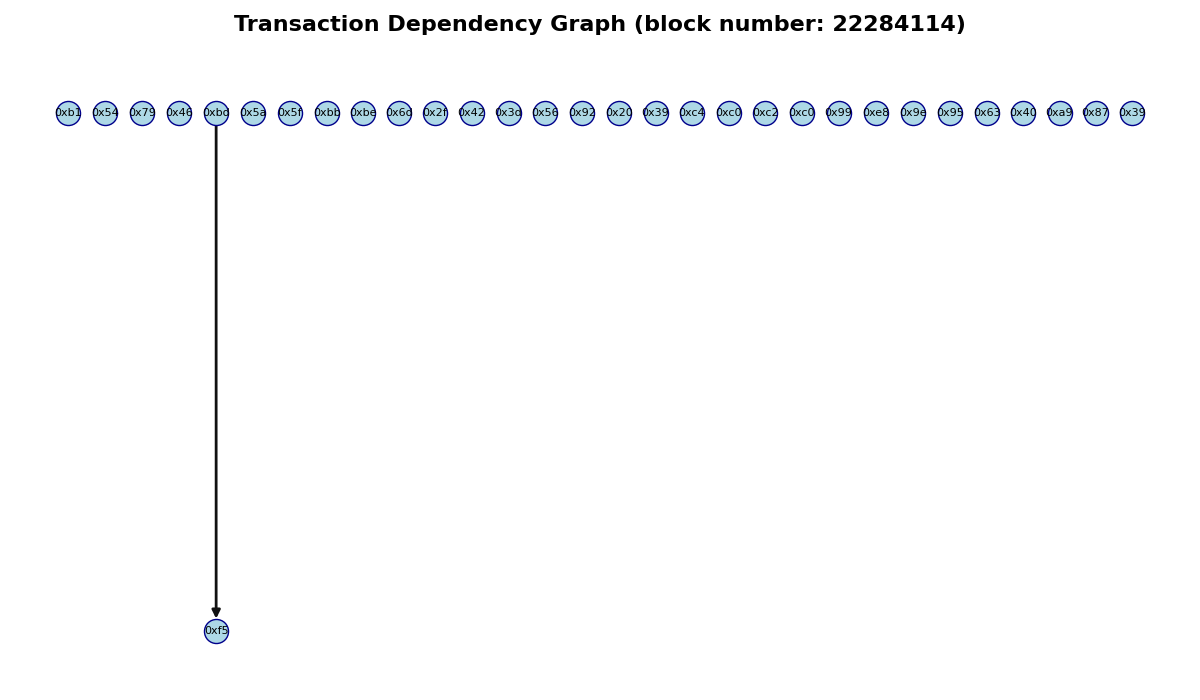 Transaction Dependency Graph (block number: 22284114)
0xb1 0x54 0x79 0x46 0xbd 0x5a 0x5f 0xbb 0xbe 0x6d 0x2f 0x42 0x3d 0x56 0x92 0x20 0x39 0xc4 0xc0 0xc2 0xc0 0x99 0xe8 0x9e 0x95 0x63 0x40 0xa9 0x87 0x39
0xf5